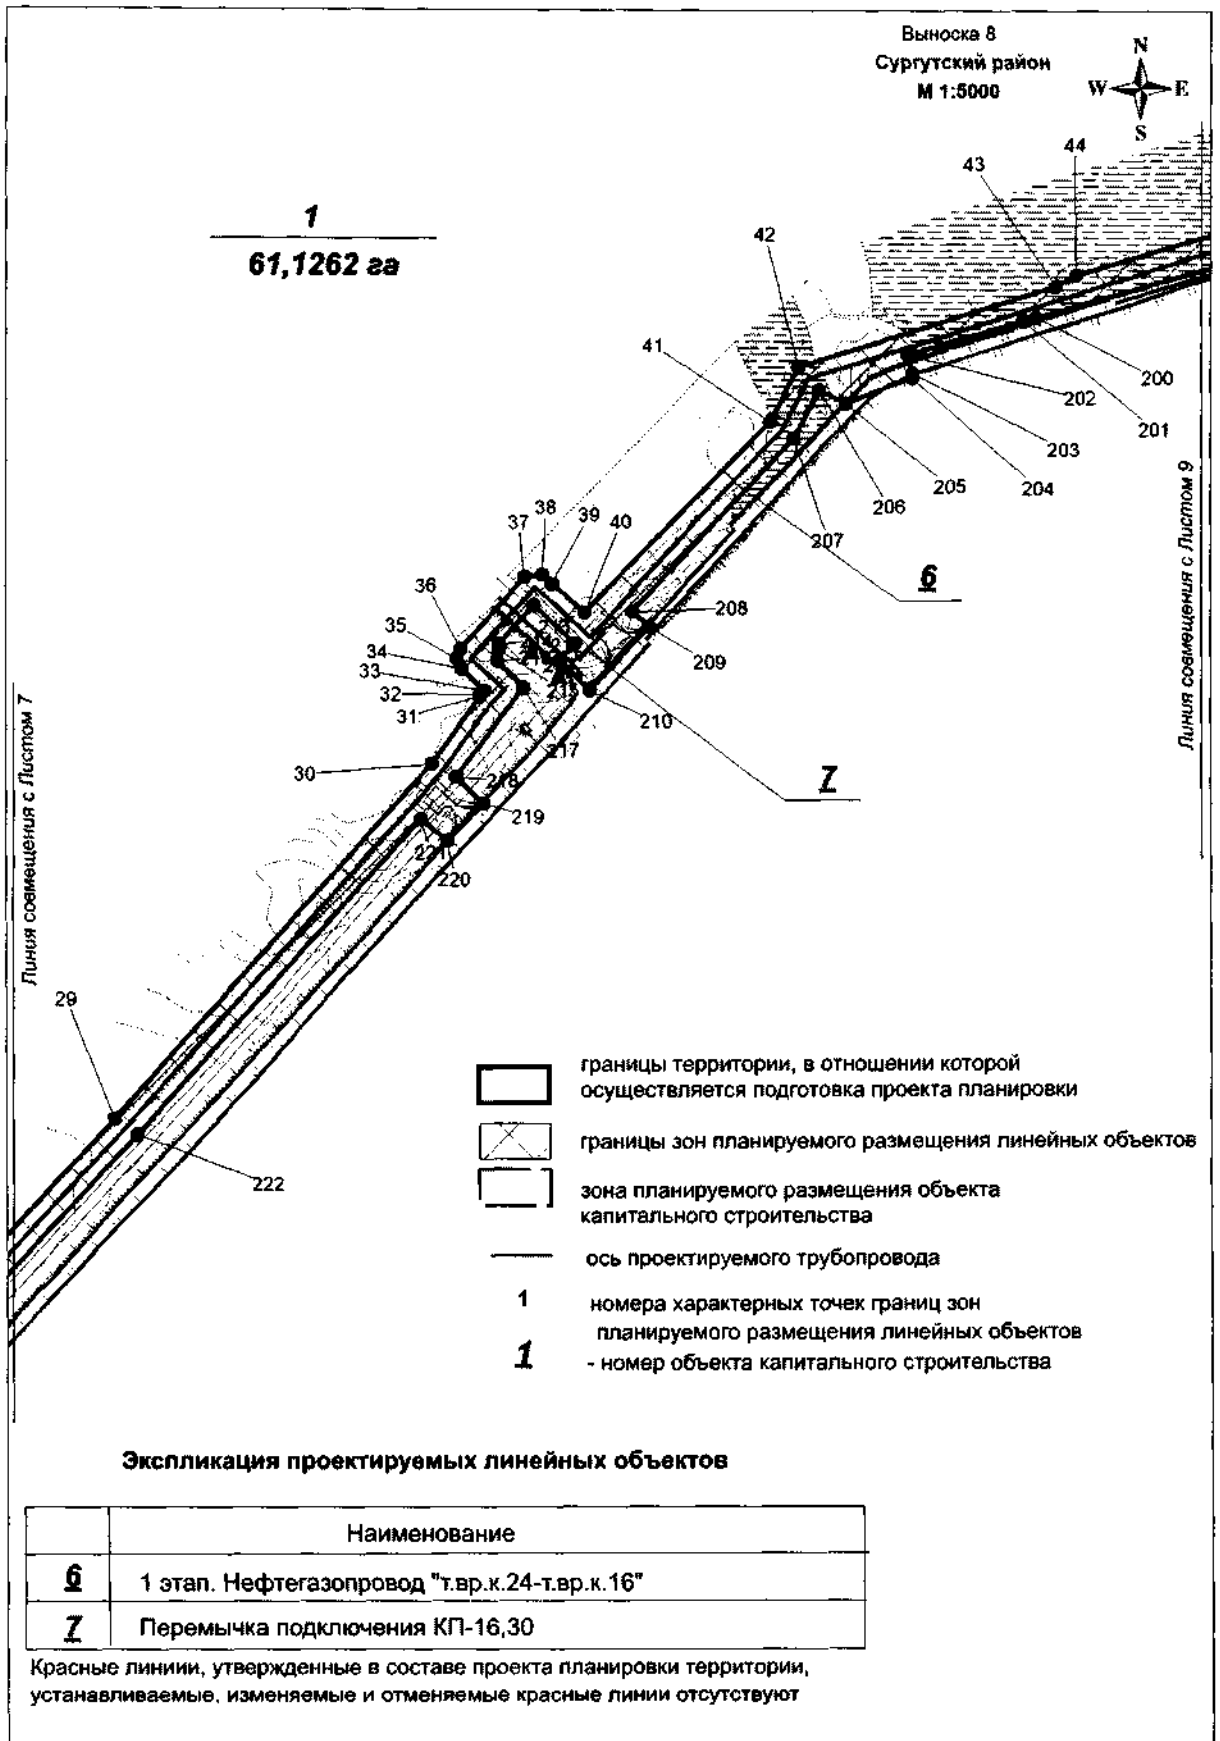 Выноска 8
Сургутский район
М 1:5000
N
W E
S
1
61,1262 га
44
43
42
41
200
202
201
203
204
205
206
207
6
37
38
39
40
36
35
34
33
32
31
208
209
210
217
30
218
219
7
221
220
29
222
Линия совмещения с Листом 7
Линия совмещения с Листом 9
границы территории, в отношении которой
осуществляется подготовка проекта планировки
границы зон планируемого размещения линейных объектов
зона планируемого размещения объекта
капитального строительства
ось проектируемого трубопровода
1 номера характерных точек границ зон
планируемого размещения линейных объектов
1 - номер объекта капитального строительства
Экспликация проектируемых линейных объектов
Наименование
6 1 этап. Нефтегазопровод "т.вр.к.24-т.вр.к.16"
7 Перемычка подключения КП-16,30
Красные линиии, утвержденные в составе проекта планировки территории,
устанавливаемые, изменяемые и отменяемые красные линии отсутствуют